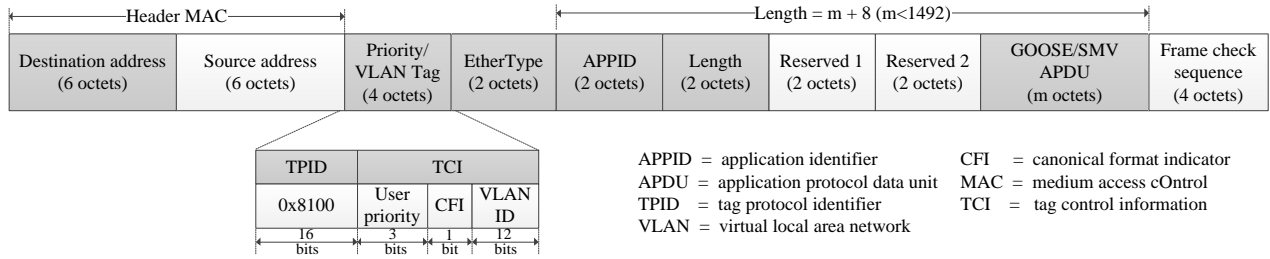 Header MAC
Length = m + 8 (m<1492)
Destination address
(6 octets)
Source address
(6 octets)
Priority/
VLAN Tag
(4 octets)
EtherType
(2 octets)
APPID
(2 octets)
Length
(2 octets)
Reserved 1
(2 octets)
Reserved 2
(2 octets)
GOOSE/SMV
APDU
(m octets)
Frame check
sequence
(4 octets)
TPID
TCI
0x8100
User
priority
CFI
VLAN
ID
16
bits
3
bits
1
bit
12
bits
APPID = application identifier
APDU = application protocol data unit
TPID = tag protocol identifier
VLAN = virtual local area network
CFI = canonical format indicator
MAC = medium access cOntrol
TCI = tag control information